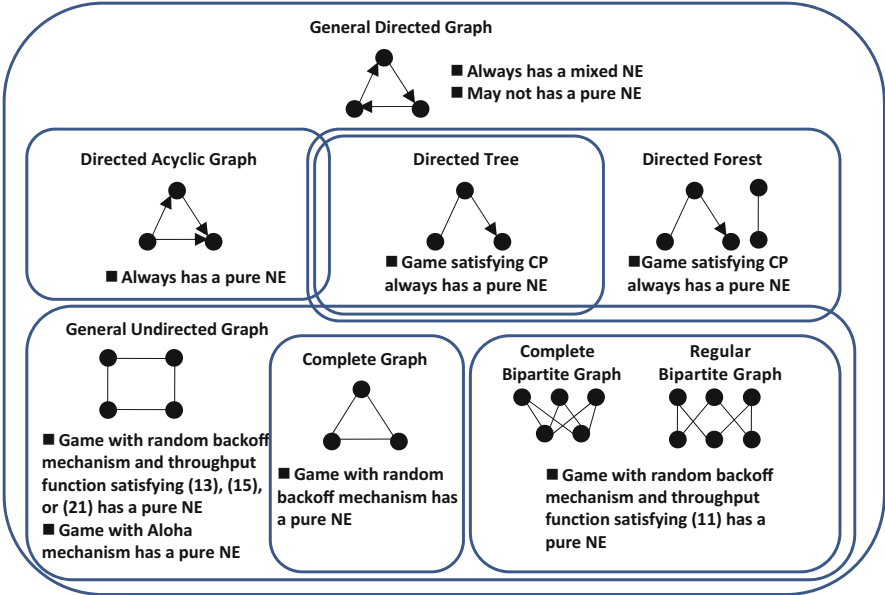 General Directed Graph
■ Always has a mixed NE
■ May not has a pure NE
Directed Acyclic Graph
■ Always has a pure NE
Directed Tree
■ Game satisfying CP
always has a pure NE
Directed Forest
■ Game satisfying CP
always has a pure NE
General Undirected Graph
■ Game with random backoff
mechanism and throughput
function satisfying (13), (15),
or (21) has a pure NE
■ Game with Aloha
mechanism has a pure NE
Complete Graph
■ Game with random
backoff mechanism has
a pure NE
Complete
Bipartite Graph
Regular
Bipartite Graph
■ Game with random backoff
mechanism and throughput
function satisfying (11) has a
pure NE